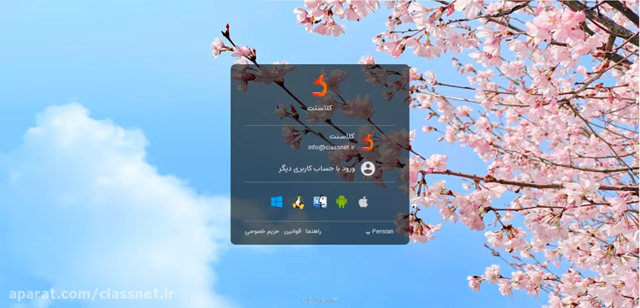 کلاسنت
کلاسنت
info@classnet.ir
ورود با حساب کاربری دیگر
Persian
راهنما قوانین حریم خصوصی
aparat.com/classnet.ir